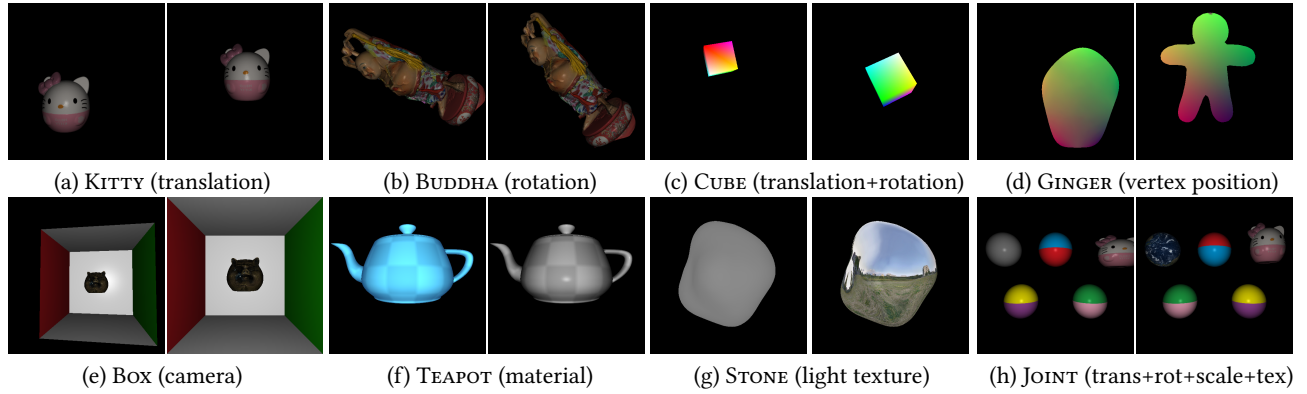 (a) KITTY (translation)
(b) BUDDHA (rotation)
(c) CUBE (translation+rotation)
(d) GINGER (vertex position)
(e) BOX (camera)
(f) TEAPOT (material)
(g) STONE (light texture)
(h) JOINT (trans+rot+scale+tex)